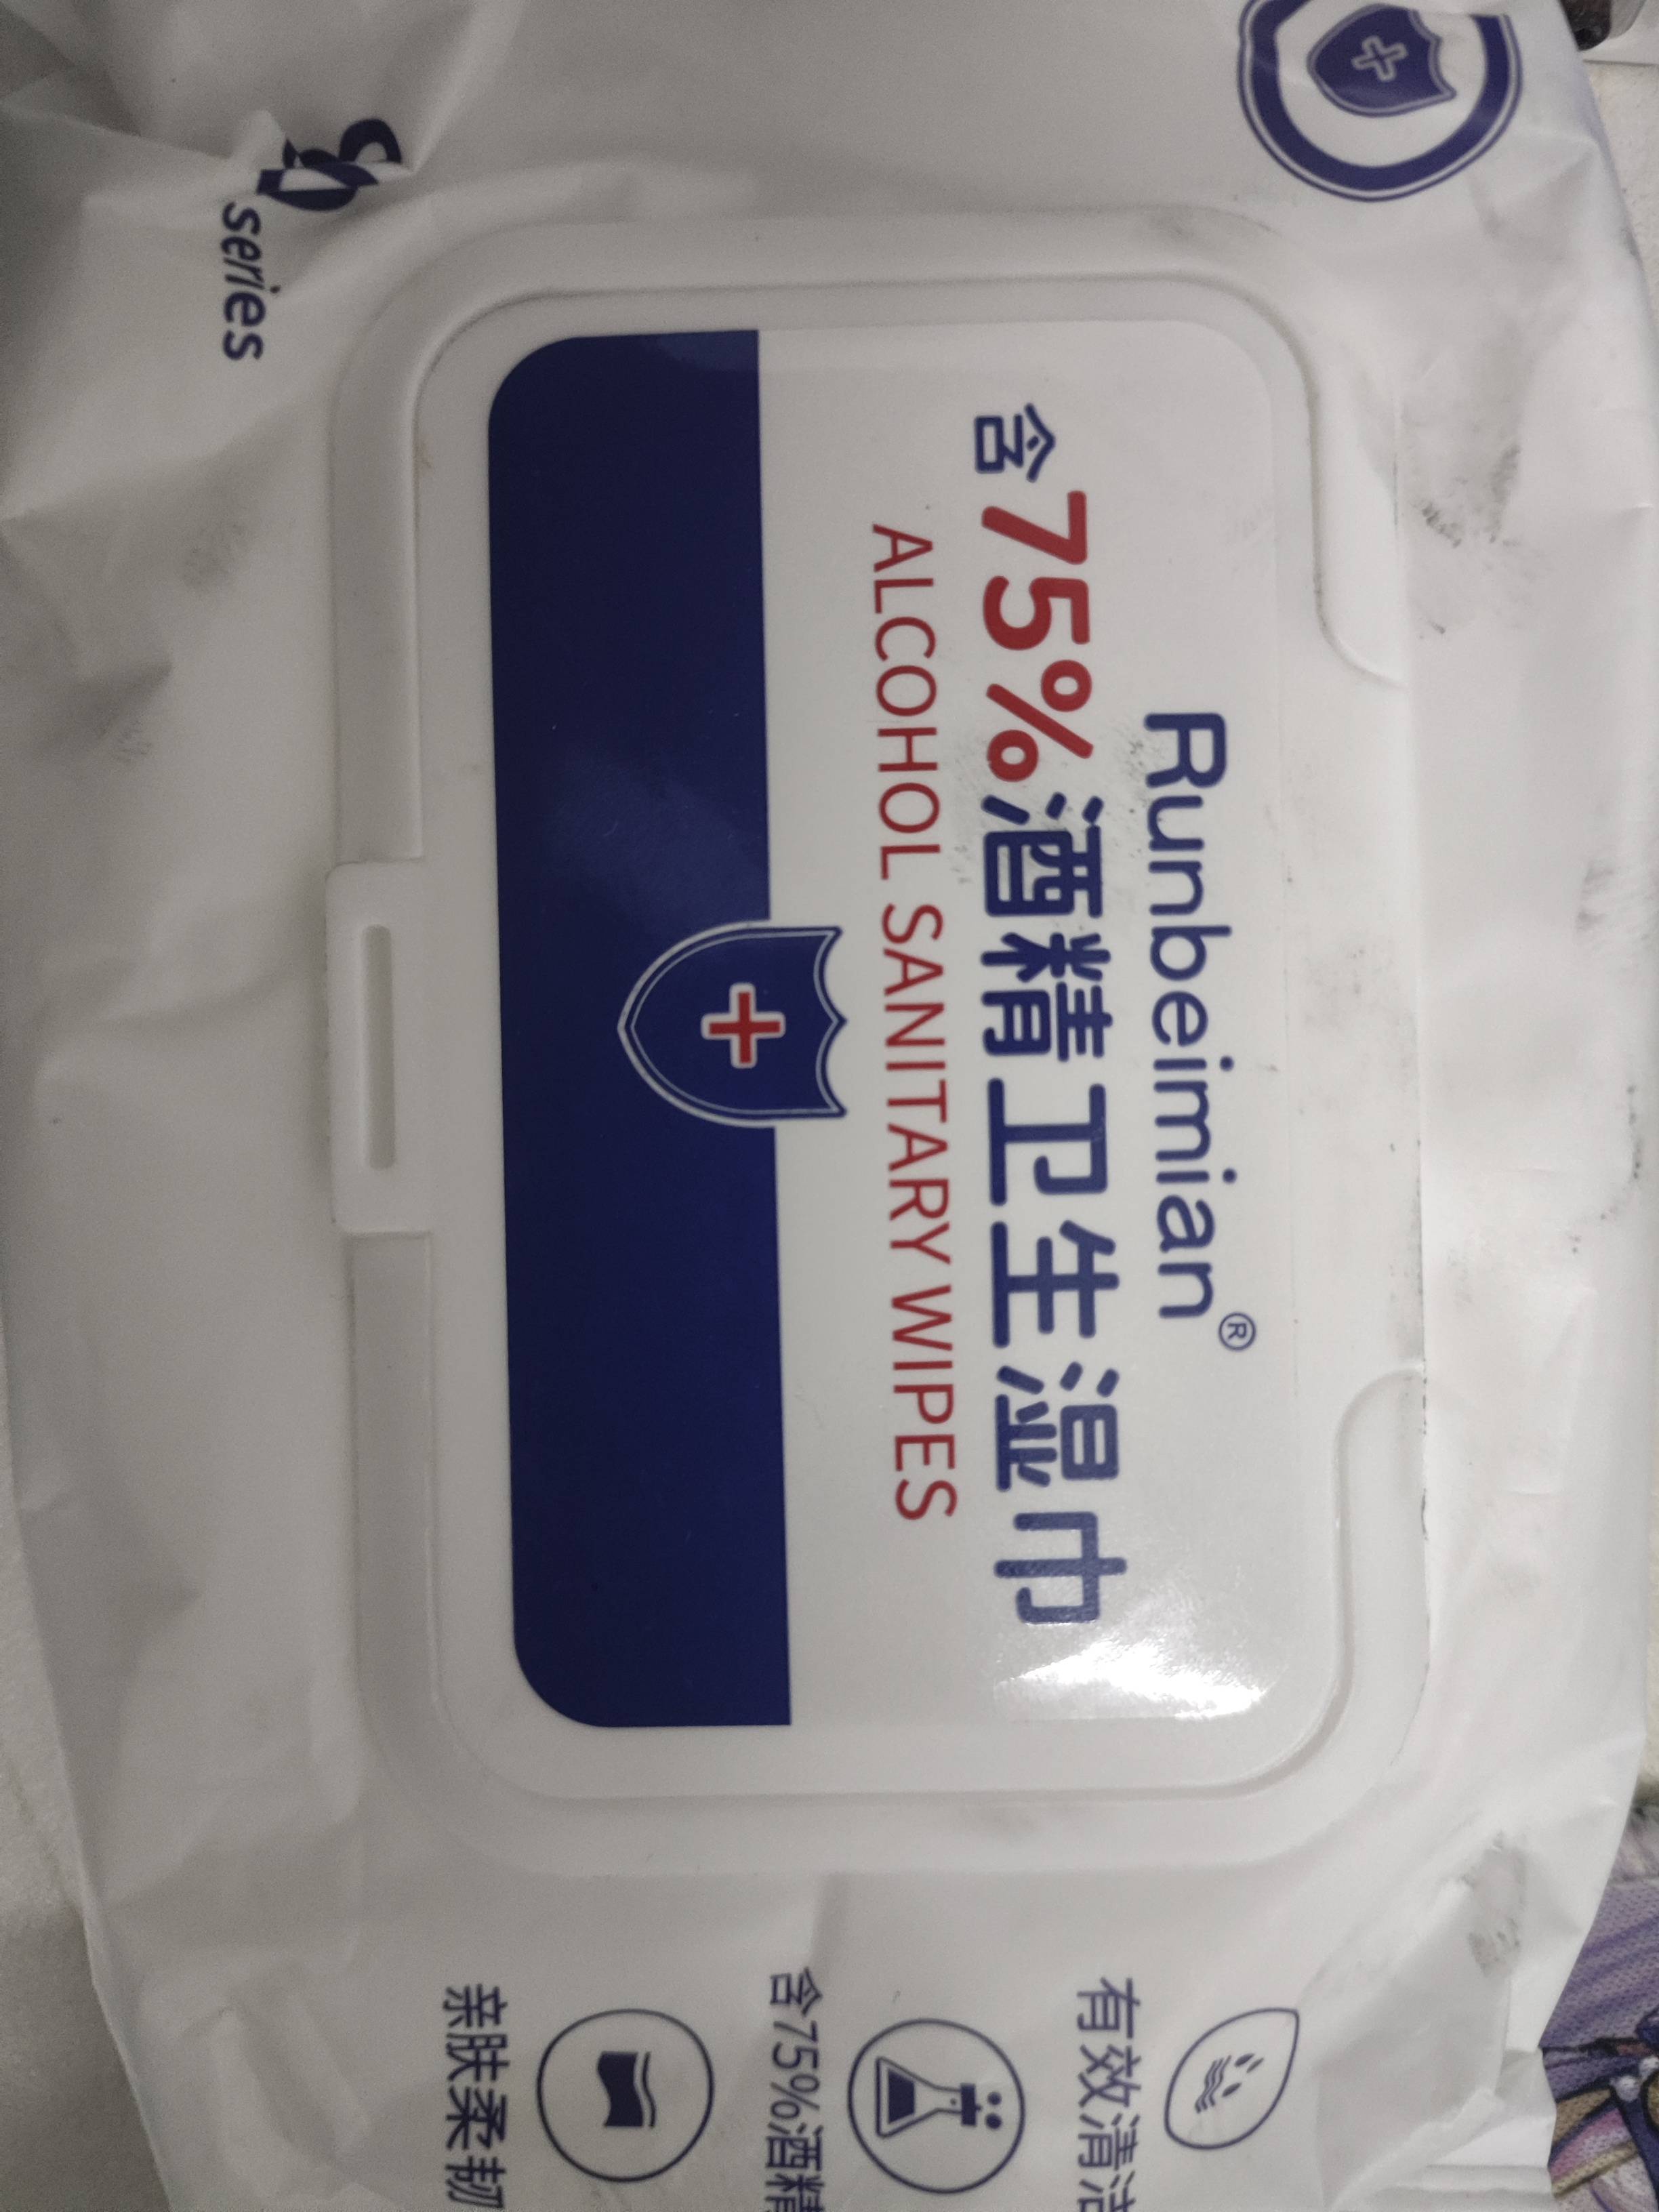 Runbeimian®
含75%酒精卫生湿巾
ALCOHOL SANITARY WIPES
series
有效清洁
含75%酒精
亲肤柔韧